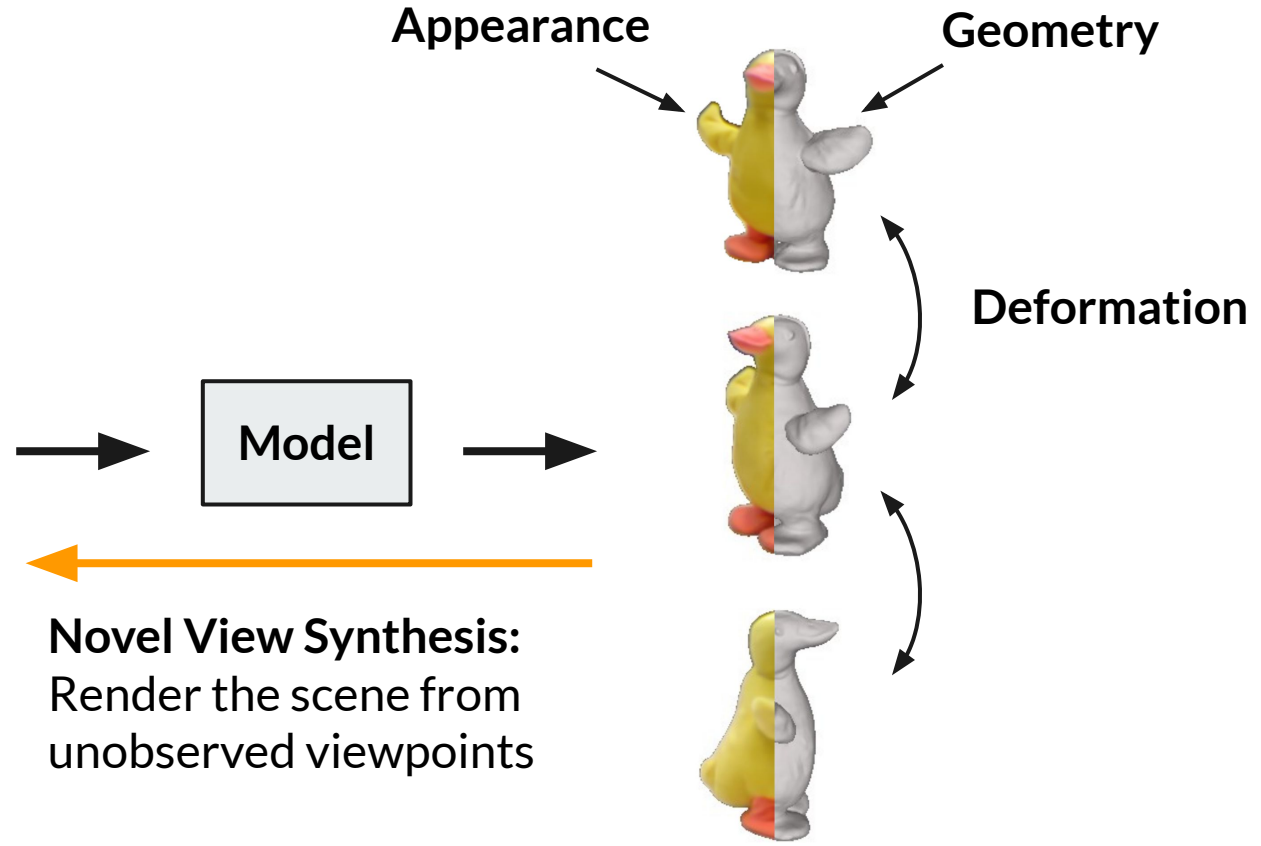 Appearance
Geometry
Deformation
Model
Novel View Synthesis:
Render the scene from
unobserved viewpoints